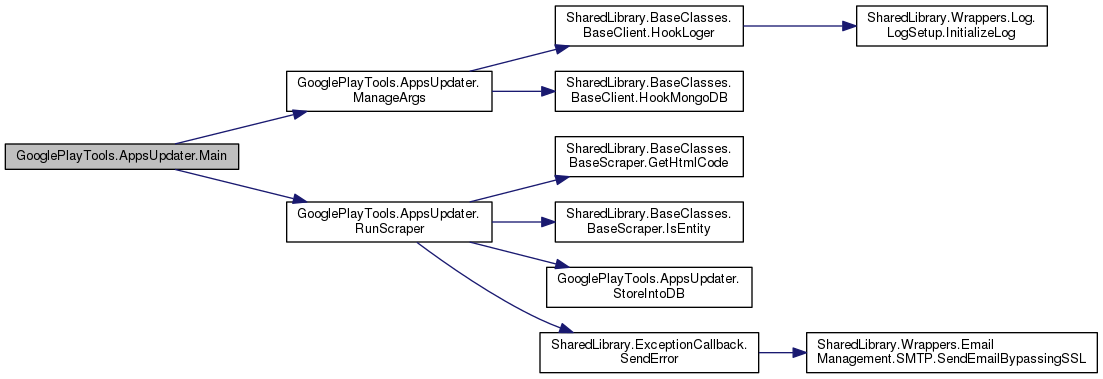 SharedLibrary.BaseClasses.
BaseClient.HookLoger
SharedLibrary.Wrappers.Log.
LogSetup.InitializeLog
GooglePlayTools.AppsUpdater.
ManageArgs
SharedLibrary.BaseClasses.
BaseClient.HookMongoDB
GooglePlayTools.AppsUpdater.Main
SharedLibrary.BaseClasses.
BaseScraper.GetHtmlCode
GooglePlayTools.AppsUpdater.
RunScraper
SharedLibrary.BaseClasses.
BaseScraper.IsEntity
GooglePlayTools.AppsUpdater.
StoreIntoDB
SharedLibrary.ExceptionCallback.
SendError
SharedLibrary.Wrappers.Email
Management.SMTP.SendEmailBypassingSSL